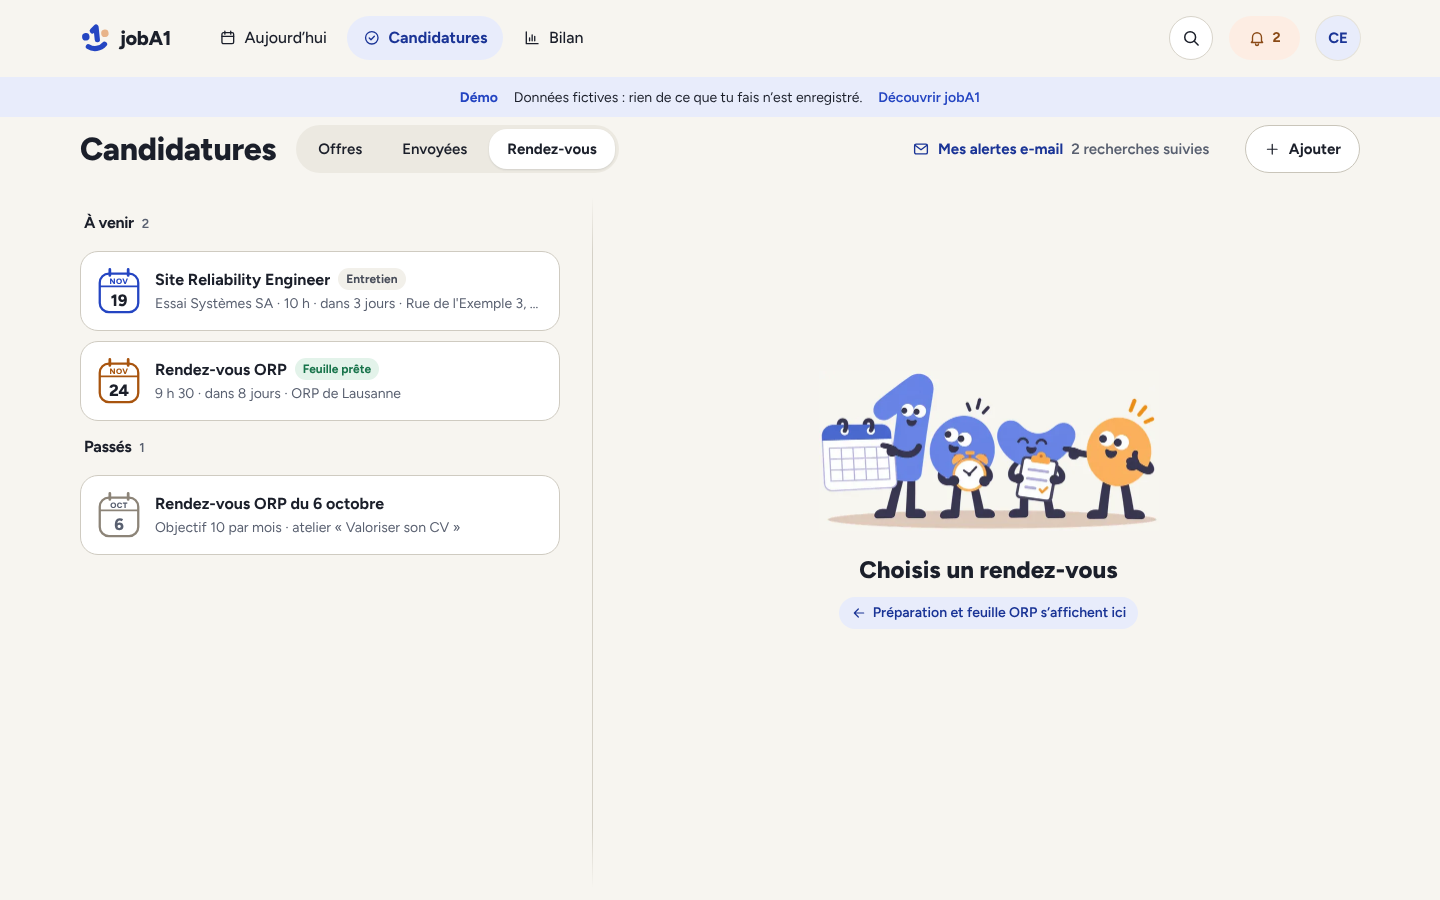 jobA1
Aujourd’hui
Candidatures
Bilan
2
CE
Démo Données fictives : rien de ce que tu fais n’est enregistré. Découvrir jobA1
Candidatures
Offres
Envoyées
Rendez-vous
Mes alertes e-mail 2 recherches suivies
Ajouter
À venir 2
NOV
19
Site Reliability Engineer Entretien
Essai Systèmes SA · 10 h · dans 3 jours · Rue de l'Exemple 3, ...
NOV
24
Rendez-vous ORP Feuille prête
9 h 30 · dans 8 jours · ORP de Lausanne
Passés 1
OCT
6
Rendez-vous ORP du 6 octobre
Objectif 10 par mois · atelier « Valoriser son CV »
Choisis un rendez-vous
Préparation et feuille ORP s’affichent ici